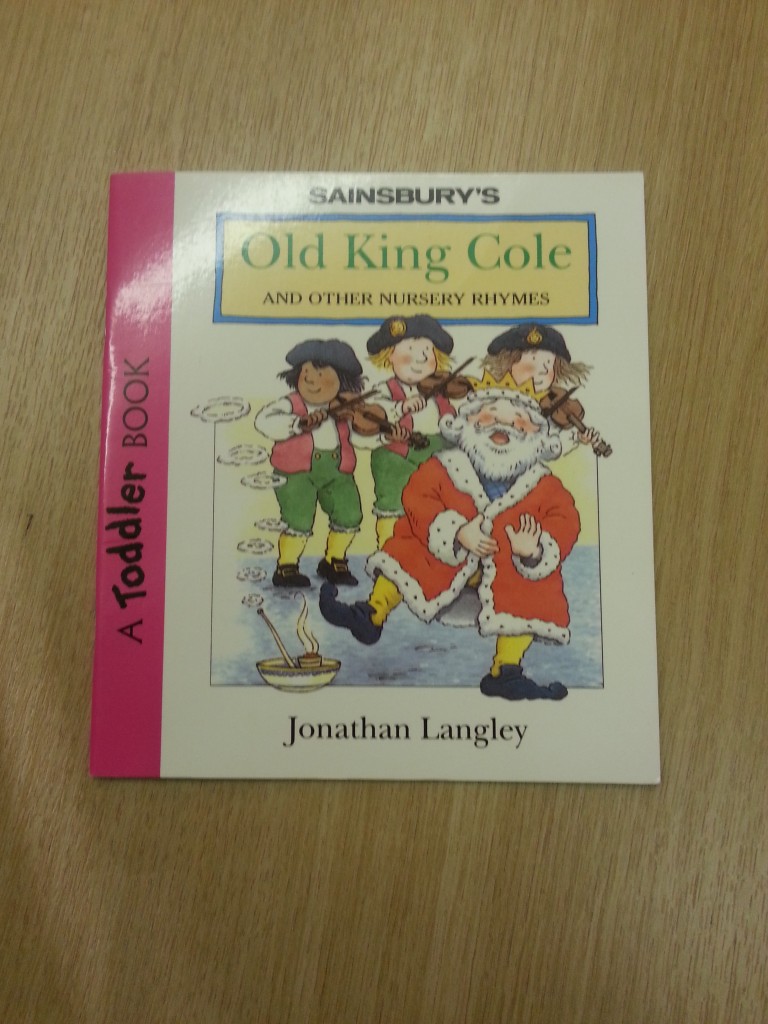 SAINSBURY'S
Old King Cole
AND OTHER NURSERY RHYMES
A Toddler BOOK
Jonathan Langley